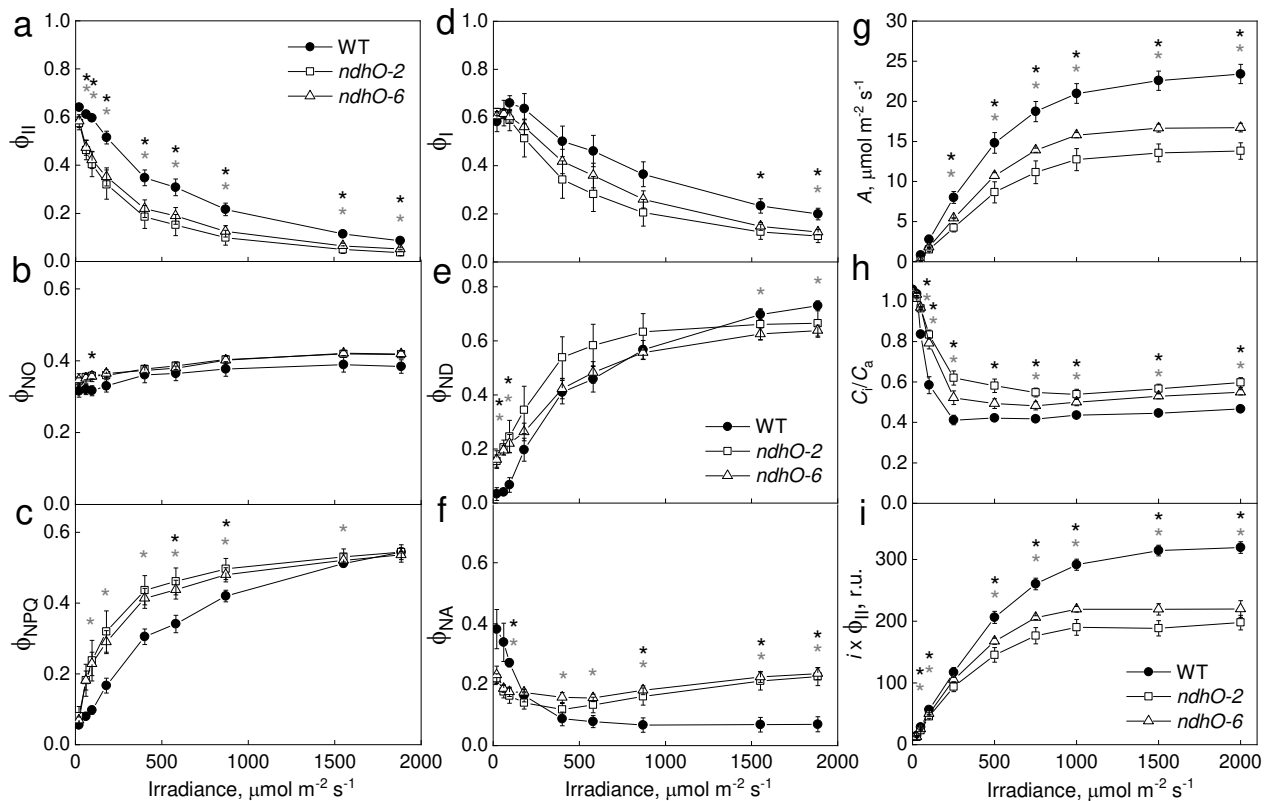 a
1.0
0.8
0.6
0.4
0.2
0.0
ϕII
WT
ndhO-2
ndhO-6
b
0.6
0.4
0.2
0.0
ϕNO
c
0.6
0.4
0.2
0.0
ϕNPQ
0 500 1000 1500 2000
Irradiance, μmol m-2 s-1
d
1.0
0.8
0.6
0.4
0.2
0.0
ϕI
e
0.8
0.6
0.4
0.2
0.0
ϕND
WT
ndhO-2
ndhO-6
f
0.6
0.4
0.2
0.0
ϕNA
0 500 1000 1500 2000
Irradiance, μmol m-2 s-1
g
30
25
20
15
10
5
0
A, μmol m-2 s-1
h
1.0
0.8
0.6
0.4
0.2
0.0
Ci/Ca
i
300
200
100
0
i x ϕII, r.u.
WT
ndhO-2
ndhO-6
0 500 1000 1500 2000
Irradiance, μmol m-2 s-1